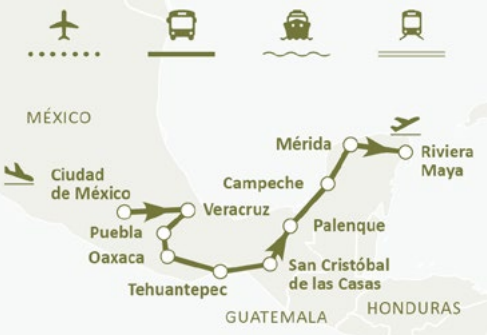 MÉXICO
Mérida
Riviera
Maya
Ciudad
de México
Campeche
Veracruz
Puebla
Palenque
Oaxaca
San Cristóbal
de las Casas
Tehuantepec
GUATEMALA
HONDURAS